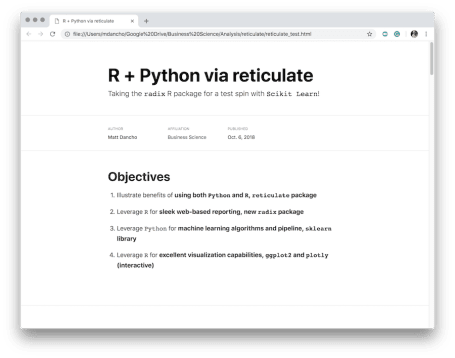 R + Python via reticulate
file:///Users/mdancho/Google%20Drive/Business%20Science/Analysis/reticulate/reticulate_test.html
R + Python via reticulate
Taking the radix R package for a test spin with Scikit Learn!
AUTHOR AFFILIATION PUBLISHED
Matt Dancho Business Science Oct. 6, 2018
Objectives
1. Illustrate benefits of using both Python and R, reticulate package
2. Leverage R for sleek web-based reporting, new radix package
3. Leverage Python for machine learning algorithms and pipeline, sklearn
library
4. Leverage R for excellent visualization capabilities, ggplot2 and plotly
(interactive)